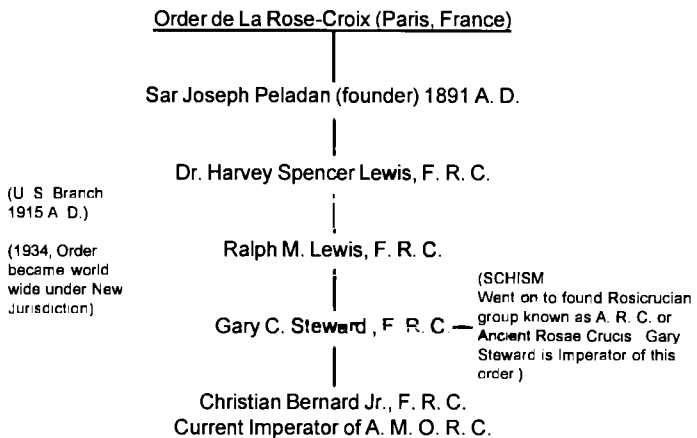 Order de La Rose-Croix (Paris, France)
Sar Joseph Peladan (founder) 1891 A. D.
Dr. Harvey Spencer Lewis, F. R. C.
(U S Branch
1915 A D.)
(1934, Order
became world
wide under New
Jurisdiction)
Ralph M. Lewis, F. R. C.
Gary C. Steward , F R. C.
(SCHISM
Went on to found Rosicrucian
group known as A. R. C. or
Ancient Rosae Crucis Gary
Steward is Imperator of this
order )
Christian Bernard Jr., F. R. C.
Current Imperator of A. M. O. R. C.